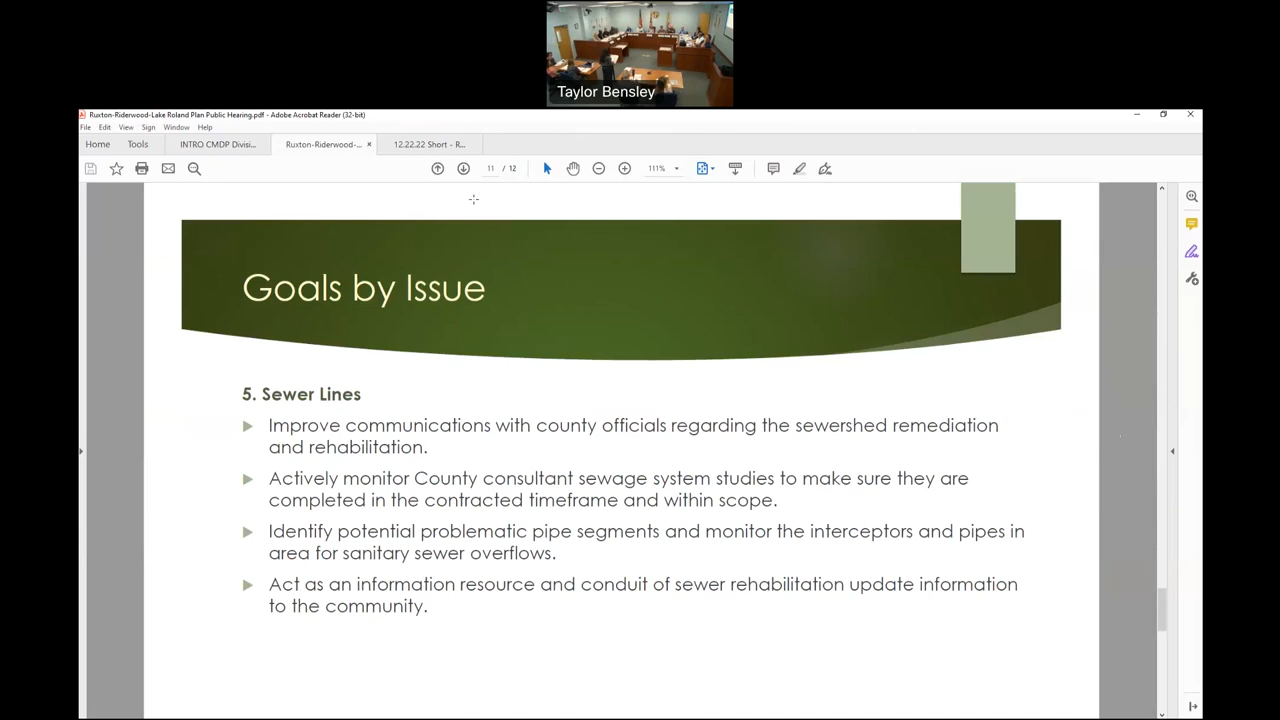 Taylor Bensley
Ruxton-Riderwood-Lake Roland Plan Public Hearing.pdf - Adobe Acrobat Reader (32-bit)
File Edit View Sign Window Help
Home Tools INTRO CMDP Divisi... Ruxton-Riderwood-... × 12.22.22 Short - R...
11 / 12 111%
Goals by Issue
5. Sewer Lines
Improve communications with county officials regarding the sewershed remediation
and rehabilitation.
Actively monitor County consultant sewage system studies to make sure they are
completed in the contracted timeframe and within scope.
Identify potential problematic pipe segments and monitor the interceptors and pipes in
area for sanitary sewer overflows.
Act as an information resource and conduit of sewer rehabilitation update information
to the community.